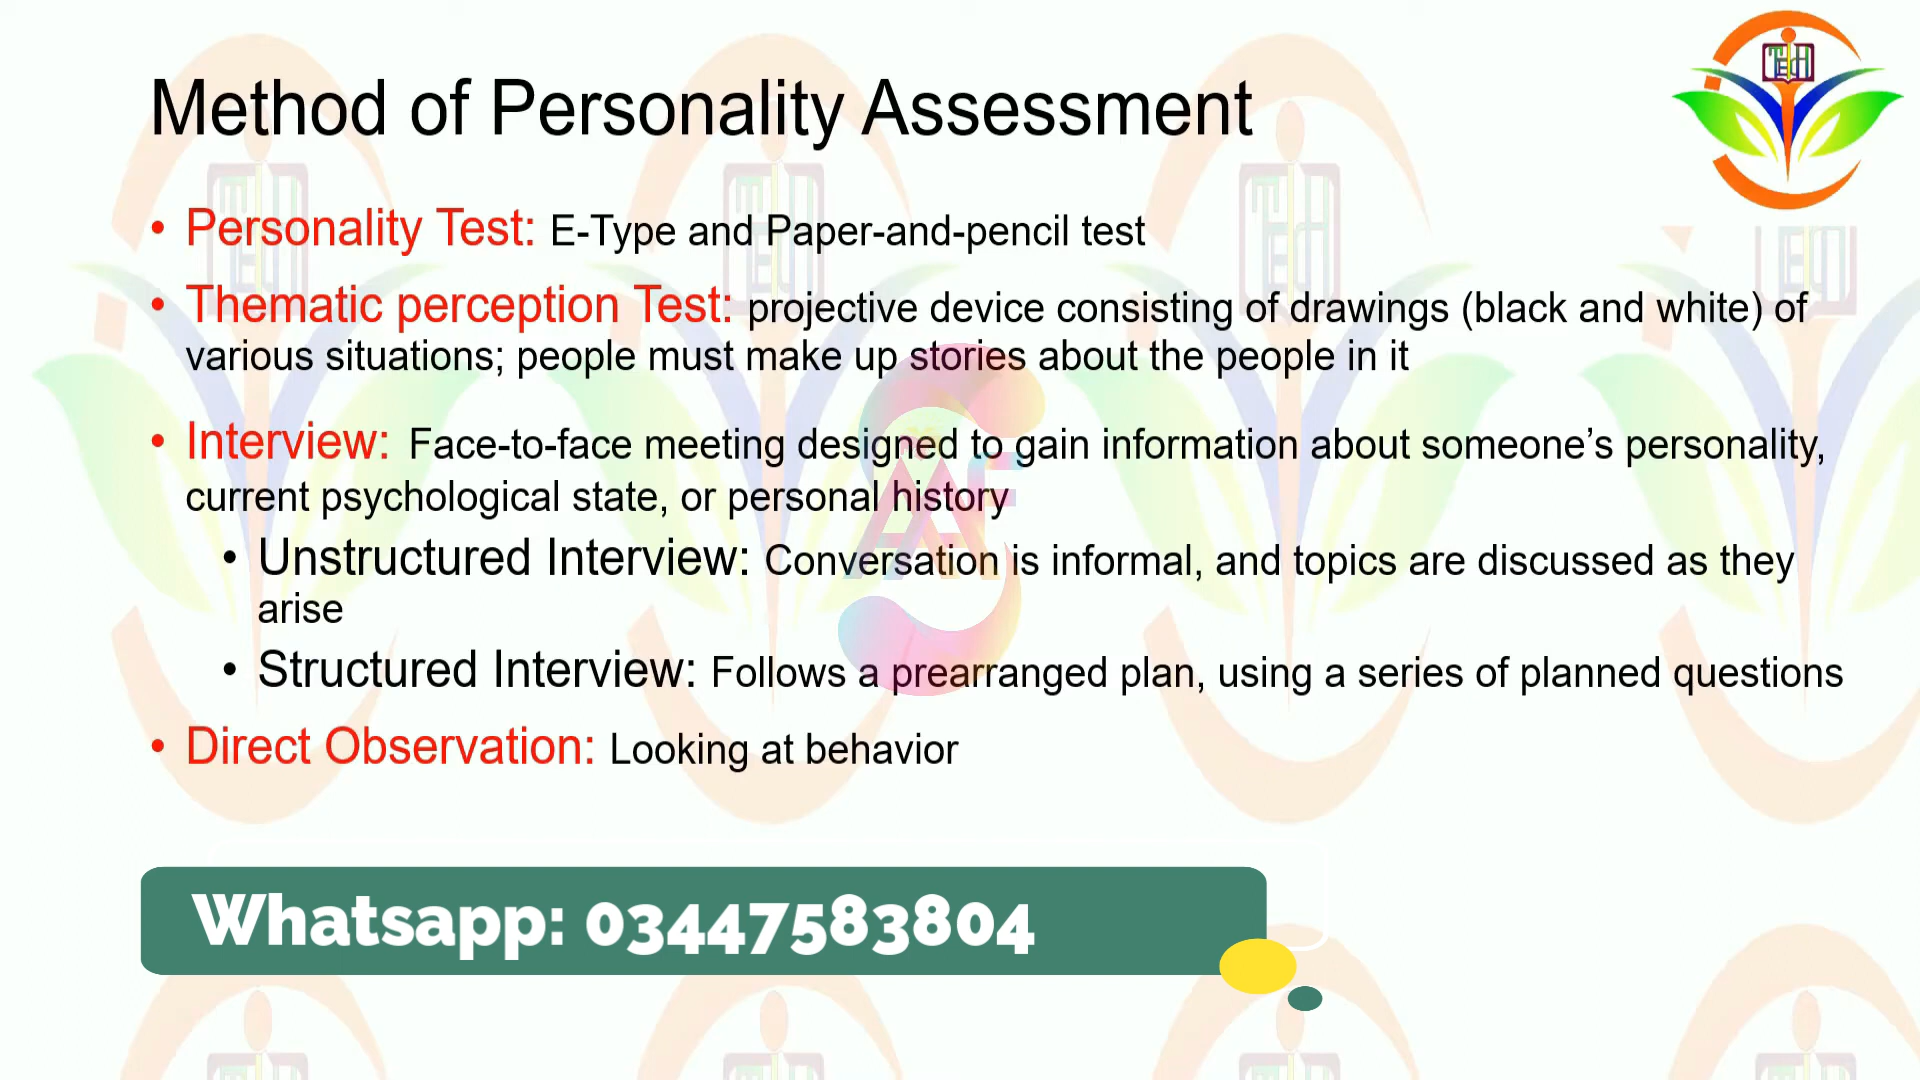 TECH
Method of Personality Assessment
• Personality Test: E-Type and Paper-and-pencil test
• Thematic perception Test: projective device consisting of drawings (black and white) of
various situations; people must make up stories about the people in it
• Interview: Face-to-face meeting designed to gain information about someone’s personality,
current psychological state, or personal history
• Unstructured Interview: Conversation is informal, and topics are discussed as they
arise
• Structured Interview: Follows a prearranged plan, using a series of planned questions
• Direct Observation: Looking at behavior
Whatsapp: 03447583804